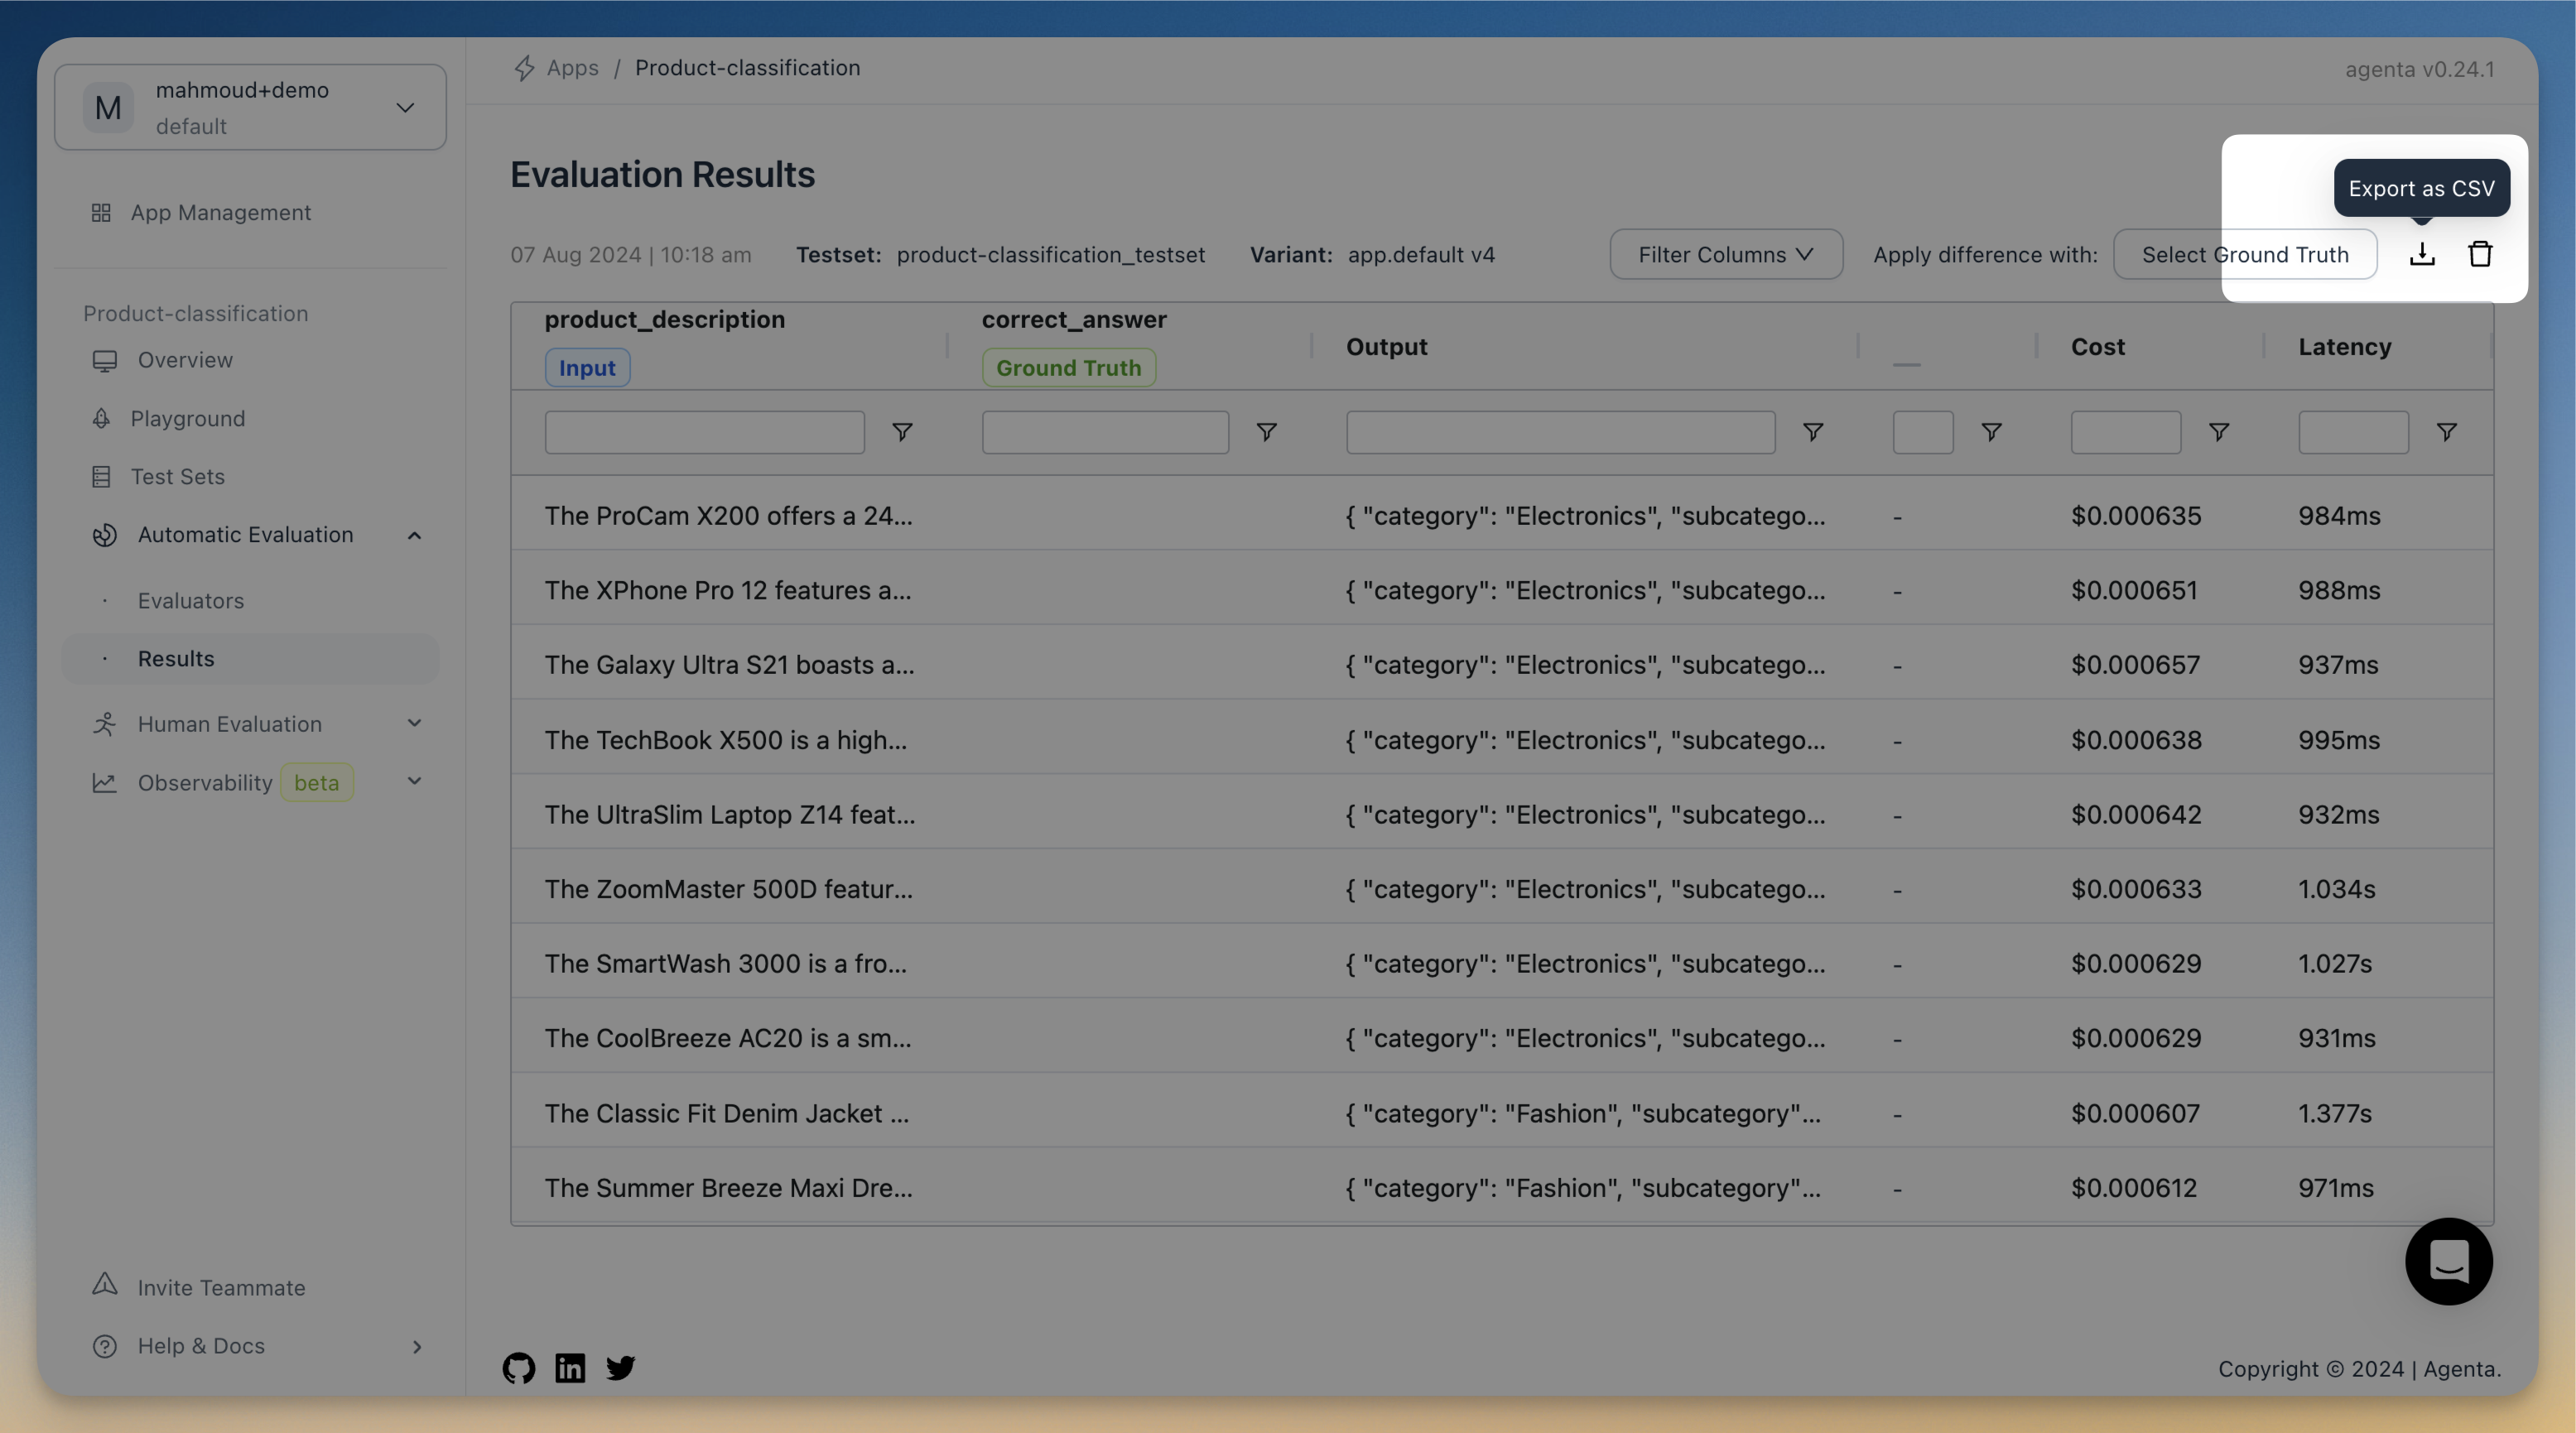 M
mahmoud+demo
default
App Management
Product-classification
Overview
Playground
Test Sets
Automatic Evaluation
· Evaluators
· Results
Human Evaluation
Observability beta
Invite Teammate
Help & Docs
Apps / Product-classification
agenta v0.24.1
Evaluation Results
Export as CSV
07 Aug 2024 | 10:18 am Testset: product-classification_testset Variant: app.default v4 Filter Columns Apply difference with: Select Ground Truth
product_description correct_answer Output Cost Latency
Input Ground Truth
The ProCam X200 offers a 24... { "category": "Electronics", "subcatego... - $0.000635 984ms
The XPhone Pro 12 features a... { "category": "Electronics", "subcatego... - $0.000651 988ms
The Galaxy Ultra S21 boasts a... { "category": "Electronics", "subcatego... - $0.000657 937ms
The TechBook X500 is a high... { "category": "Electronics", "subcatego... - $0.000638 995ms
The UltraSlim Laptop Z14 feat... { "category": "Electronics", "subcatego... - $0.000642 932ms
The ZoomMaster 500D featur... { "category": "Electronics", "subcatego... - $0.000633 1.034s
The SmartWash 3000 is a fro... { "category": "Electronics", "subcatego... - $0.000629 1.027s
The CoolBreeze AC20 is a sm... { "category": "Electronics", "subcatego... - $0.000629 931ms
The Classic Fit Denim Jacket ... { "category": "Fashion", "subcategory"... - $0.000607 1.377s
The Summer Breeze Maxi Dre... { "category": "Fashion", "subcategory"... - $0.000612 971ms
Copyright © 2024 | Agenta.